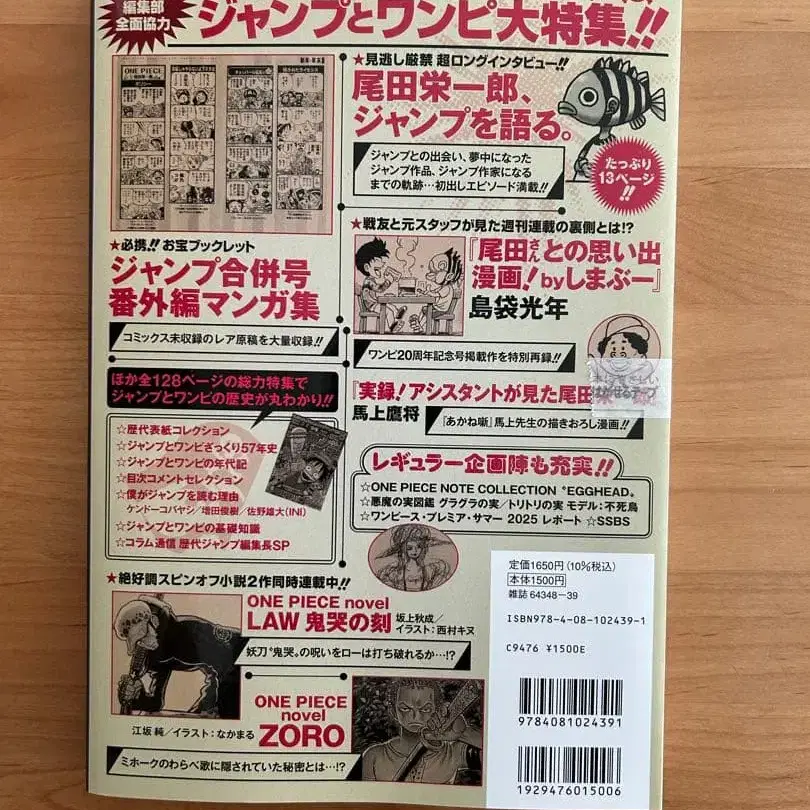 編集部
全面協力
ジャンプとワンピ大特集!!
ONE PIECE
★見逃し厳禁 超ロングインタビュー!!
尾田栄一郎、
ジャンプを語る。
ジャンプとの出会い、夢中になった
ジャンプ作品、ジャンプ作家になる
までの軌跡…初出しエピソード満載!!
たっぷり
13ページ
!!
★必携!! お宝ブックレット
ジャンプ合併号
番外編マンガ集
コミックス未収録のレア原稿を大量収録!!
★戦友と元スタッフが見た週刊連載の裏側とは!?
『尾田さんとの思い出
漫画!byしまぶー』
島袋光年
ワンピ20周年記念号掲載作を特別再録!!
『実録!アシスタントが見た尾田
馬上鷹将
『あかね噺』馬上先生の描きおろし漫画!!
はがせるテープ
ほか全128ページの総力特集で
ジャンプとワンピの歴史が丸わかり!!
☆歴代表紙コレクション
☆ジャンプとワンピざっくり57年史
☆ジャンプとワンピの年代記
☆目次コメントセレクション
☆僕がジャンプを読む理由
ケンドーコバヤシ/増田俊樹/佐野雄大(INI)
☆ジャンプとワンピの基礎知識
☆コラム通信 歴代ジャンプ編集長SP
レギュラー企画陣も充実!!
☆ONE PIECE NOTE COLLECTION “EGGHEAD„
☆悪魔の実図鑑 グラグラの実/トリトリの実 モデル:不死鳥
☆ワンピース・プレミア・サマー 2025 レポート ☆SSBS
★絶好調スピンオフ小説2作同時連載中!!
ONE PIECE novel
LAW 鬼哭の刻
坂上秋成/
イラスト:西村キヌ
妖刀“鬼哭„の呪いをローは打ち破れるか…!?
ONE PIECE
novel
ZORO
江坂 純/イラスト:なかまる
ミホークのわらべ歌に隠されていた秘密とは…!?
定価1650円(10%税込)
本体1500円
雑誌 64348-39
ISBN978-4-08-102439-1
C9476 ¥1500E
9784081024391
1929476015006